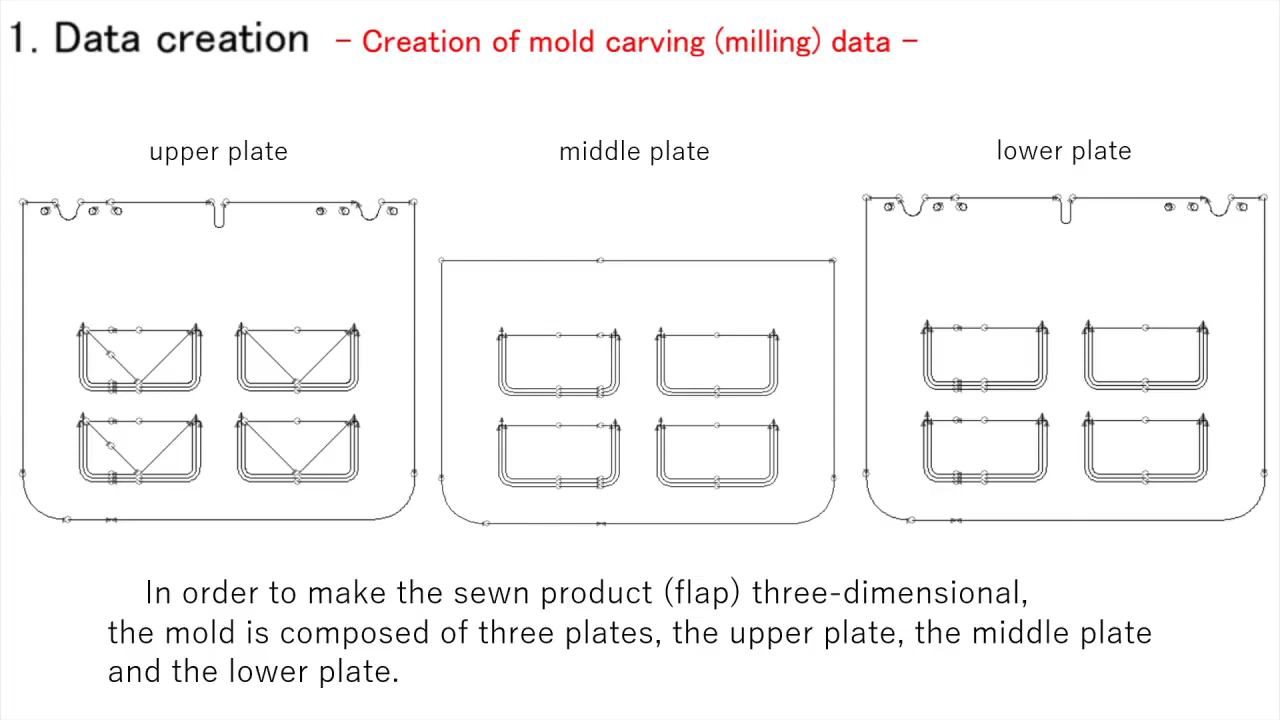 1. Data creation - Creation of mold carving (milling) data -
upper plate
middle plate
lower plate
In order to make the sewn product (flap) three-dimensional,
the mold is composed of three plates, the upper plate, the middle plate
and the lower plate.